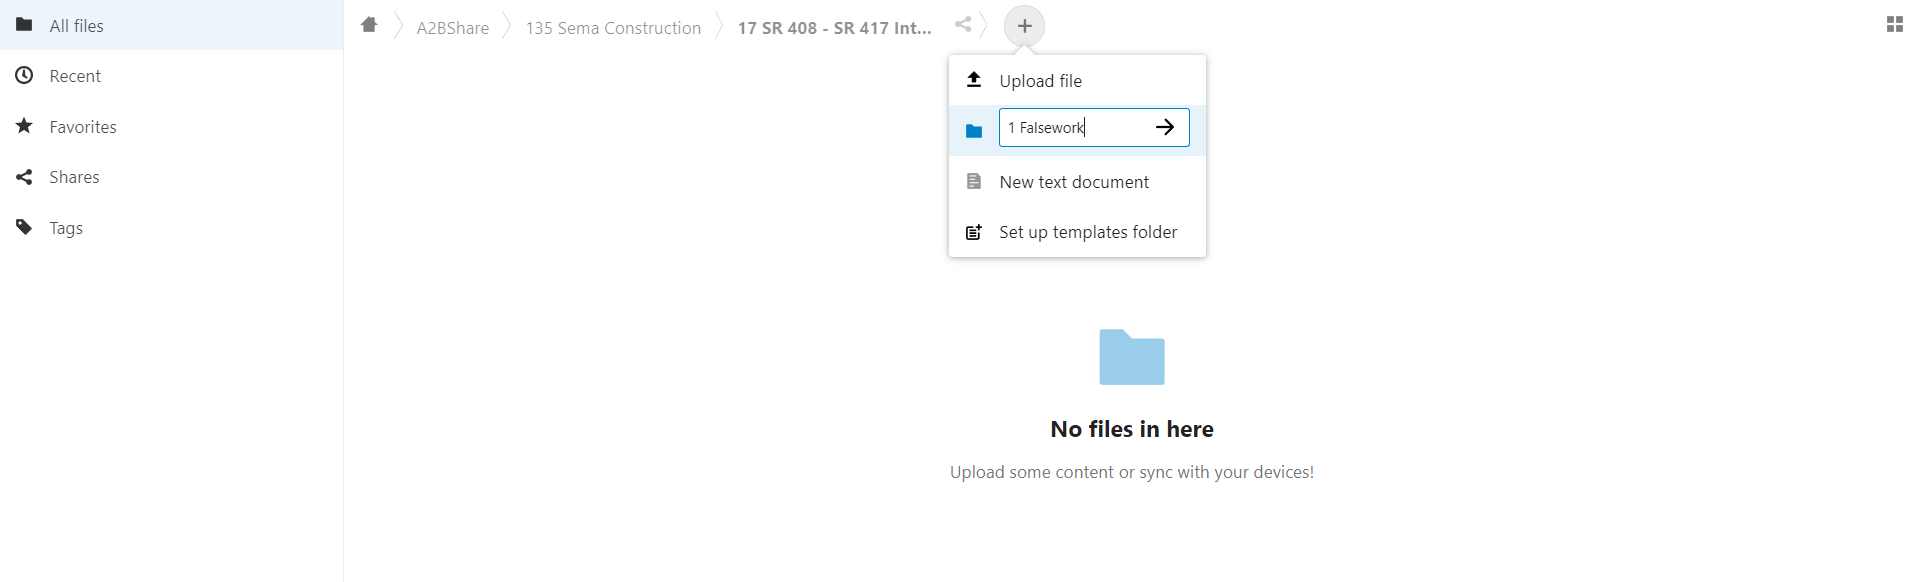 All files
Recent
Favorites
Shares
Tags
A2BShare
135 Sema Construction
17 SR 408 - SR 417 Int...
Upload file
1 Falsework
New text document
Set up templates folder
No files in here
Upload some content or sync with your devices!